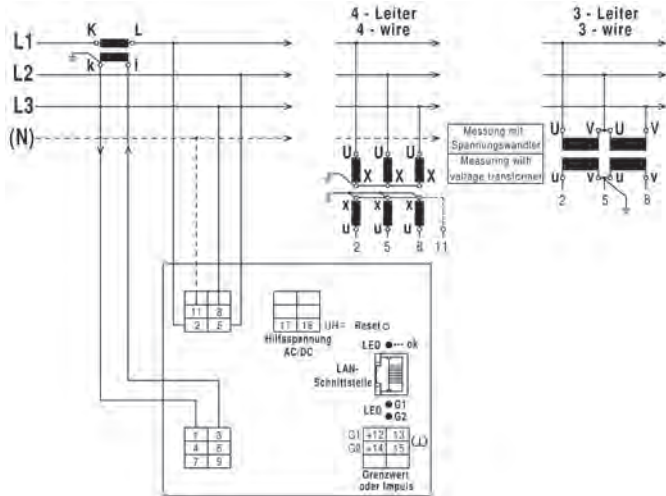 4 - Leiter
4 - wire
3 - Leiter
3 - wire
K L
L1
k l
L2
L3
(N)
U U U
X X X
X X X
U U U
2 5 8 11
Messung mit
Spannungswandler
Measuring with
voltage transformer
U V U V
U V U V
2 5 8
11 8
2 5
17 18 UH= Reset
Hilfsspannung
AC/DC
LED ok
LAN-
Schnittstelle
LED G1
G2
1 3
4 6
7 9
G1 +12 13
G2 +14 15
Grenzwert
oder Impuls